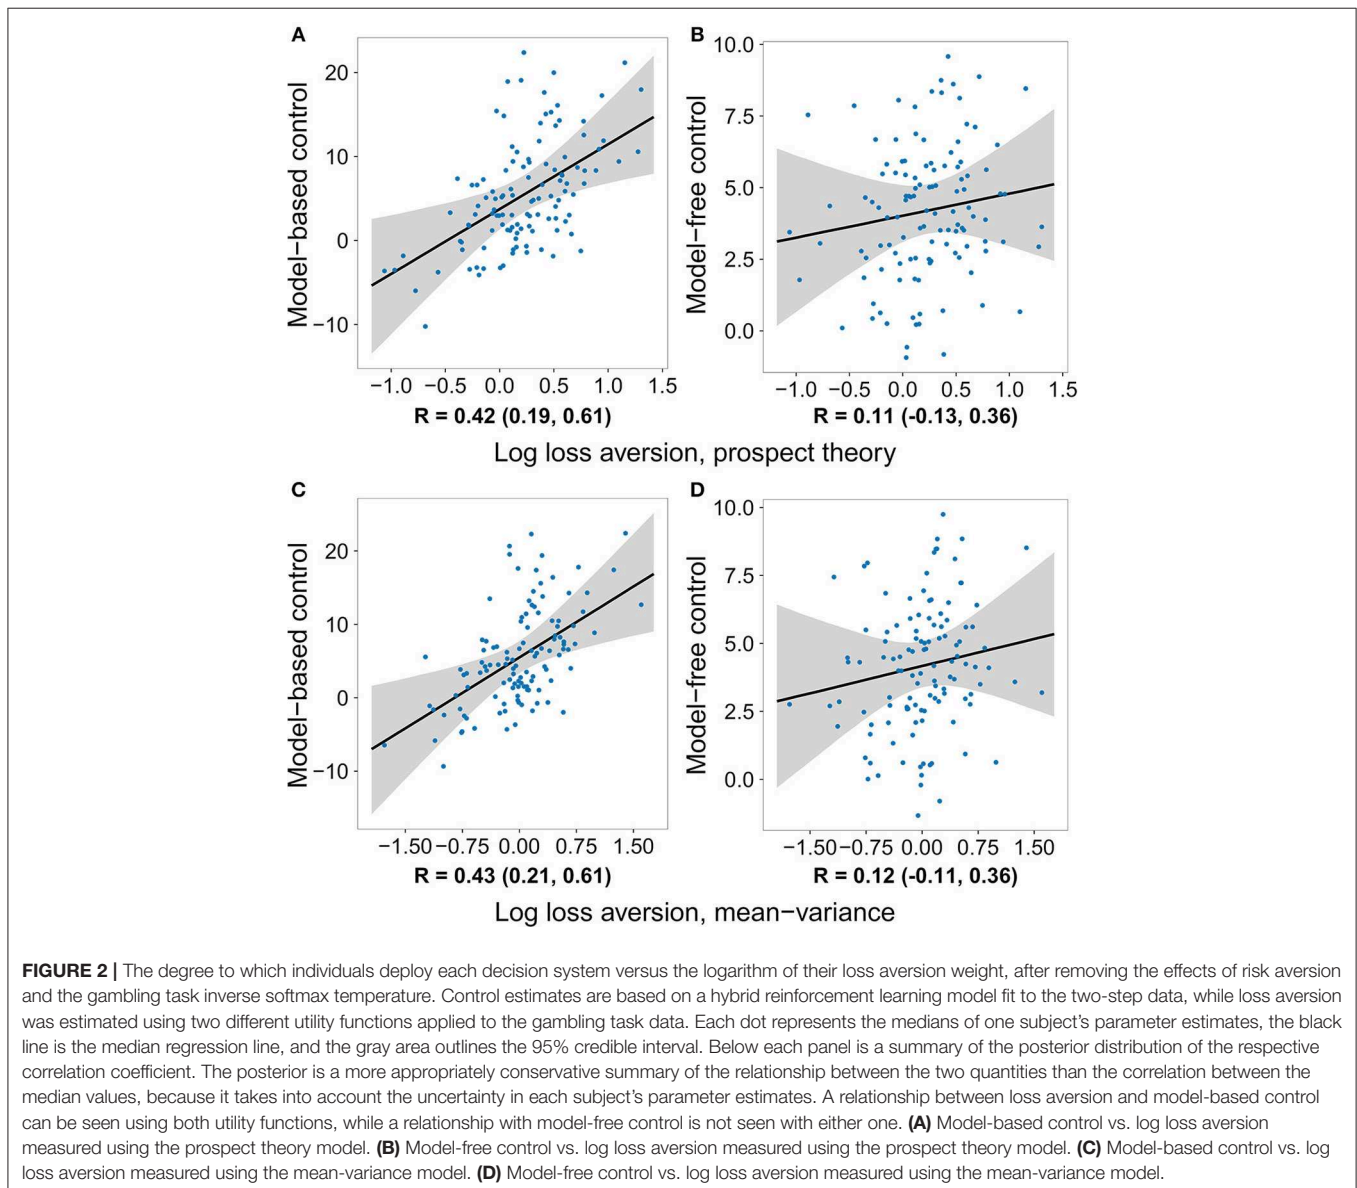 A
Model−based control
20
10
0
−10
−1.0 −0.5 0.0 0.5 1.0 1.5
R = 0.42 (0.19, 0.61)
B
Model−free control
10.0
7.5
5.0
2.5
0.0
−1.0 −0.5 0.0 0.5 1.0 1.5
R = 0.11 (-0.13, 0.36)
Log loss aversion, prospect theory
C
Model−based control
20
10
0
−10
−1.50 −0.75 0.00 0.75 1.50
R = 0.43 (0.21, 0.61)
D
Model−free control
10.0
7.5
5.0
2.5
0.0
−1.50 −0.75 0.00 0.75 1.50
R = 0.12 (-0.11, 0.36)
Log loss aversion, mean−variance
FIGURE 2 | The degree to which individuals deploy each decision system versus the logarithm of their loss aversion weight, after removing the effects of risk aversion
and the gambling task inverse softmax temperature. Control estimates are based on a hybrid reinforcement learning model fit to the two-step data, while loss aversion
was estimated using two different utility functions applied to the gambling task data. Each dot represents the medians of one subject's parameter estimates, the black
line is the median regression line, and the gray area outlines the 95% credible interval. Below each panel is a summary of the posterior distribution of the respective
correlation coefficient. The posterior is a more appropriately conservative summary of the relationship between the two quantities than the correlation between the
median values, because it takes into account the uncertainty in each subject's parameter estimates. A relationship between loss aversion and model-based control
can be seen using both utility functions, while a relationship with model-free control is not seen with either one. (A) Model-based control vs. log loss aversion
measured using the prospect theory model. (B) Model-free control vs. log loss aversion measured using the prospect theory model. (C) Model-based control vs. log
loss aversion measured using the mean-variance model. (D) Model-free control vs. log loss aversion measured using the mean-variance model.